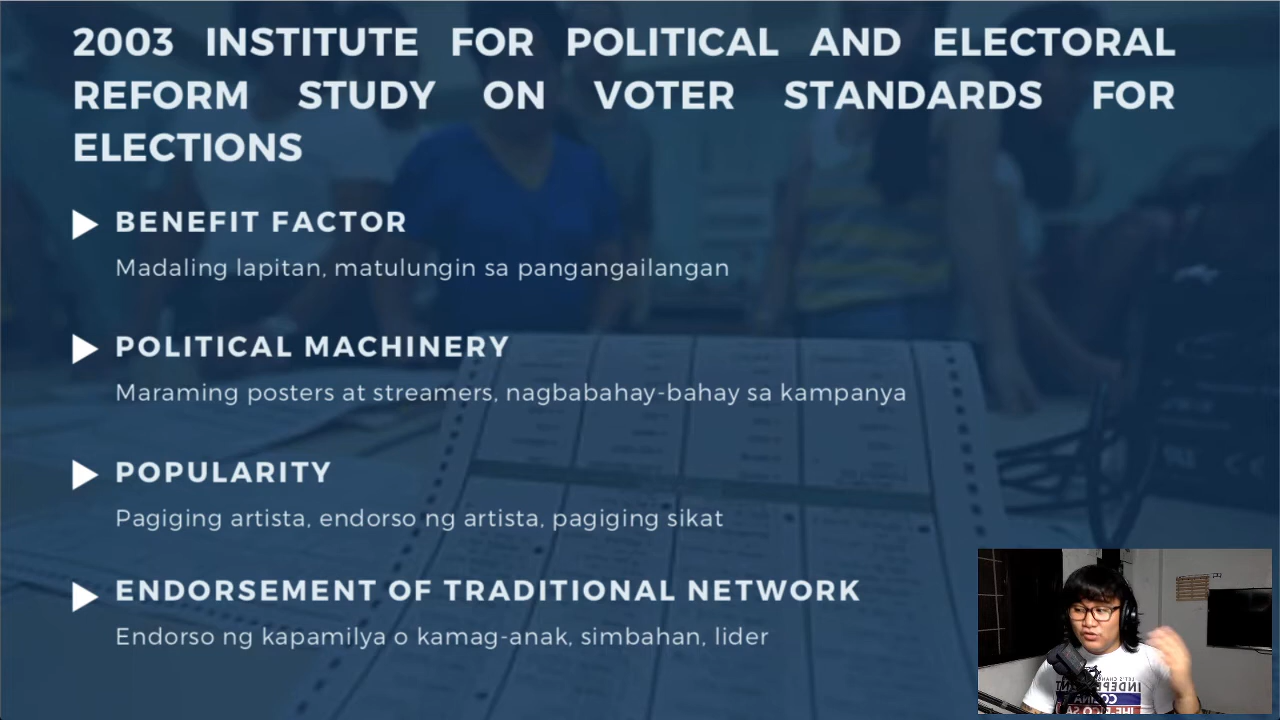 2003 INSTITUTE FOR POLITICAL AND ELECTORAL
REFORM STUDY ON VOTER STANDARDS FOR
ELECTIONS
BENEFIT FACTOR
Madaling lapitan, matulungin sa pangangailangan
POLITICAL MACHINERY
Maraming posters at streamers, nagbabahay-bahay sa kampanya
POPULARITY
Pagiging artista, endorso ng artista, pagiging sikat
ENDORSEMENT OF TRADITIONAL NETWORK
Endorso ng kapamilya o kamag-anak, simbahan, lider